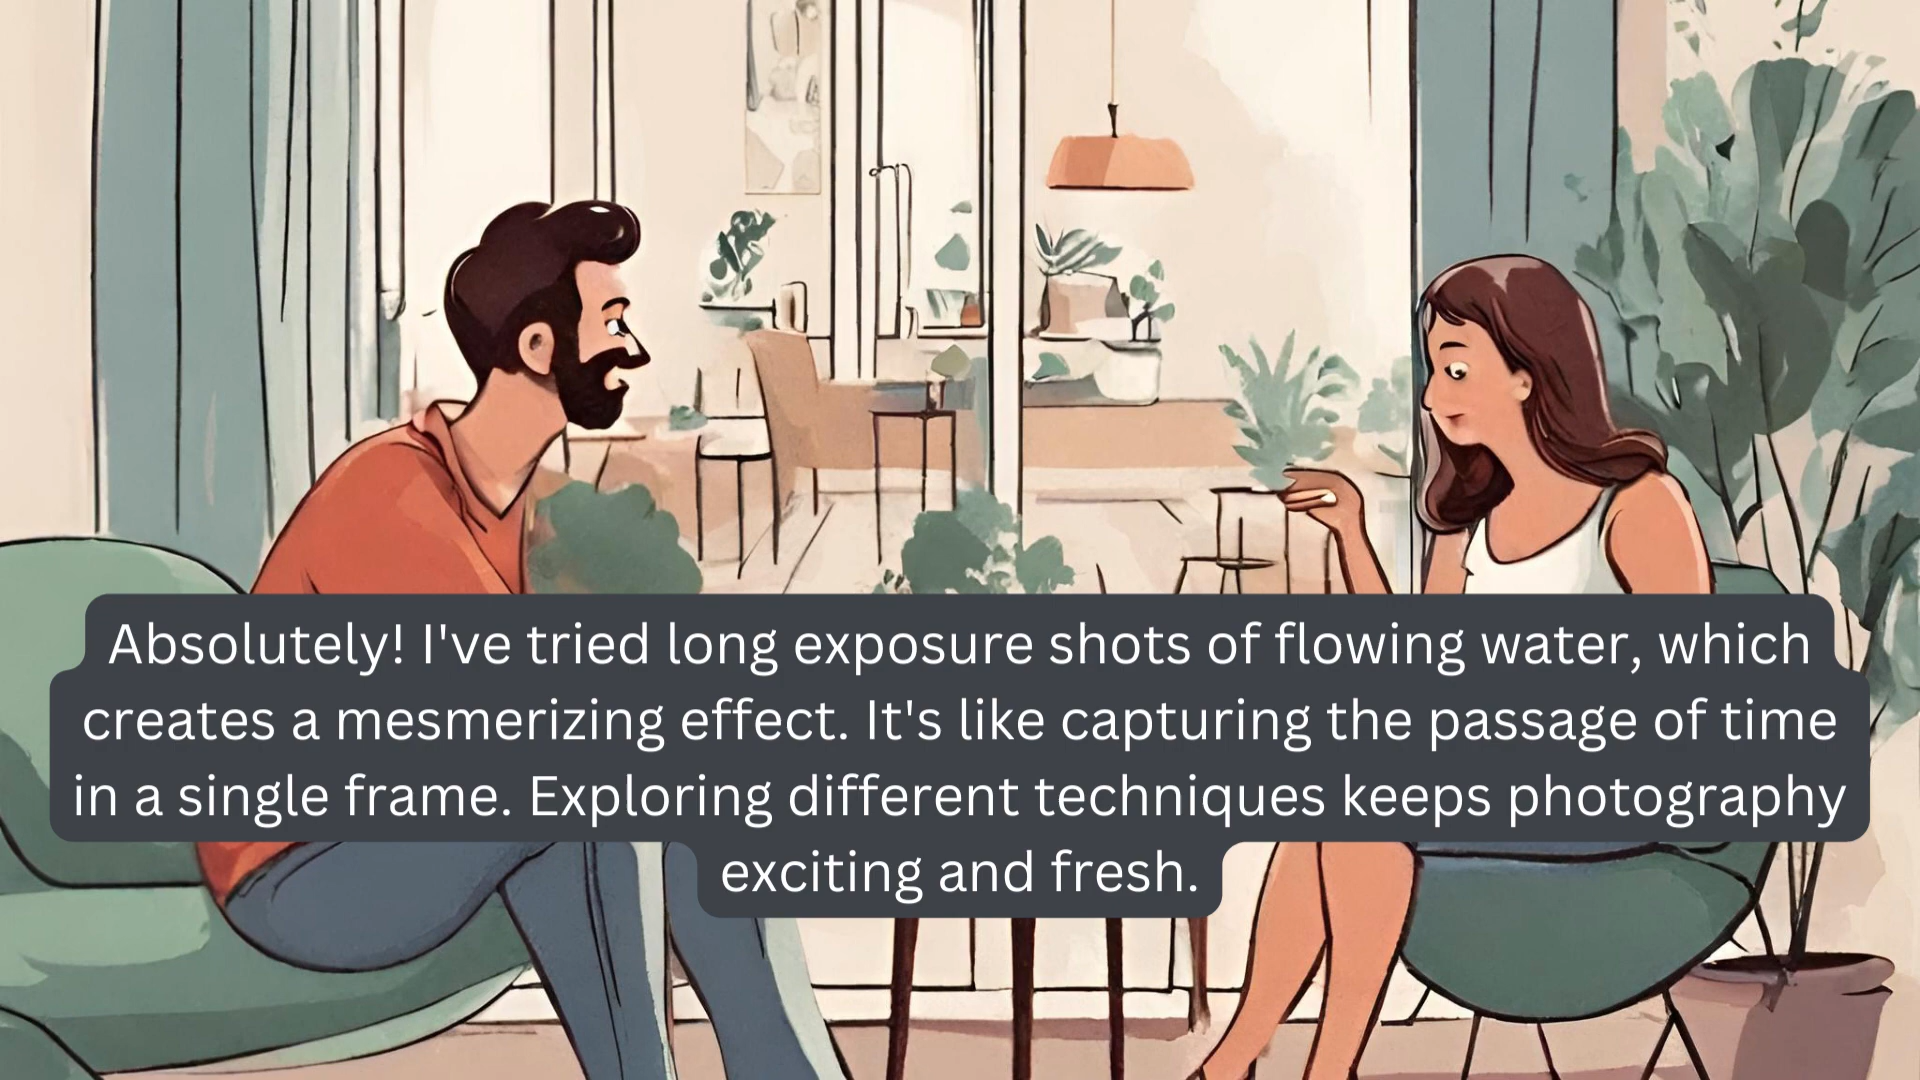 Absolutely! I've tried long exposure shots of flowing water, which
creates a mesmerizing effect. It's like capturing the passage of time
in a single frame. Exploring different techniques keeps photography
exciting and fresh.